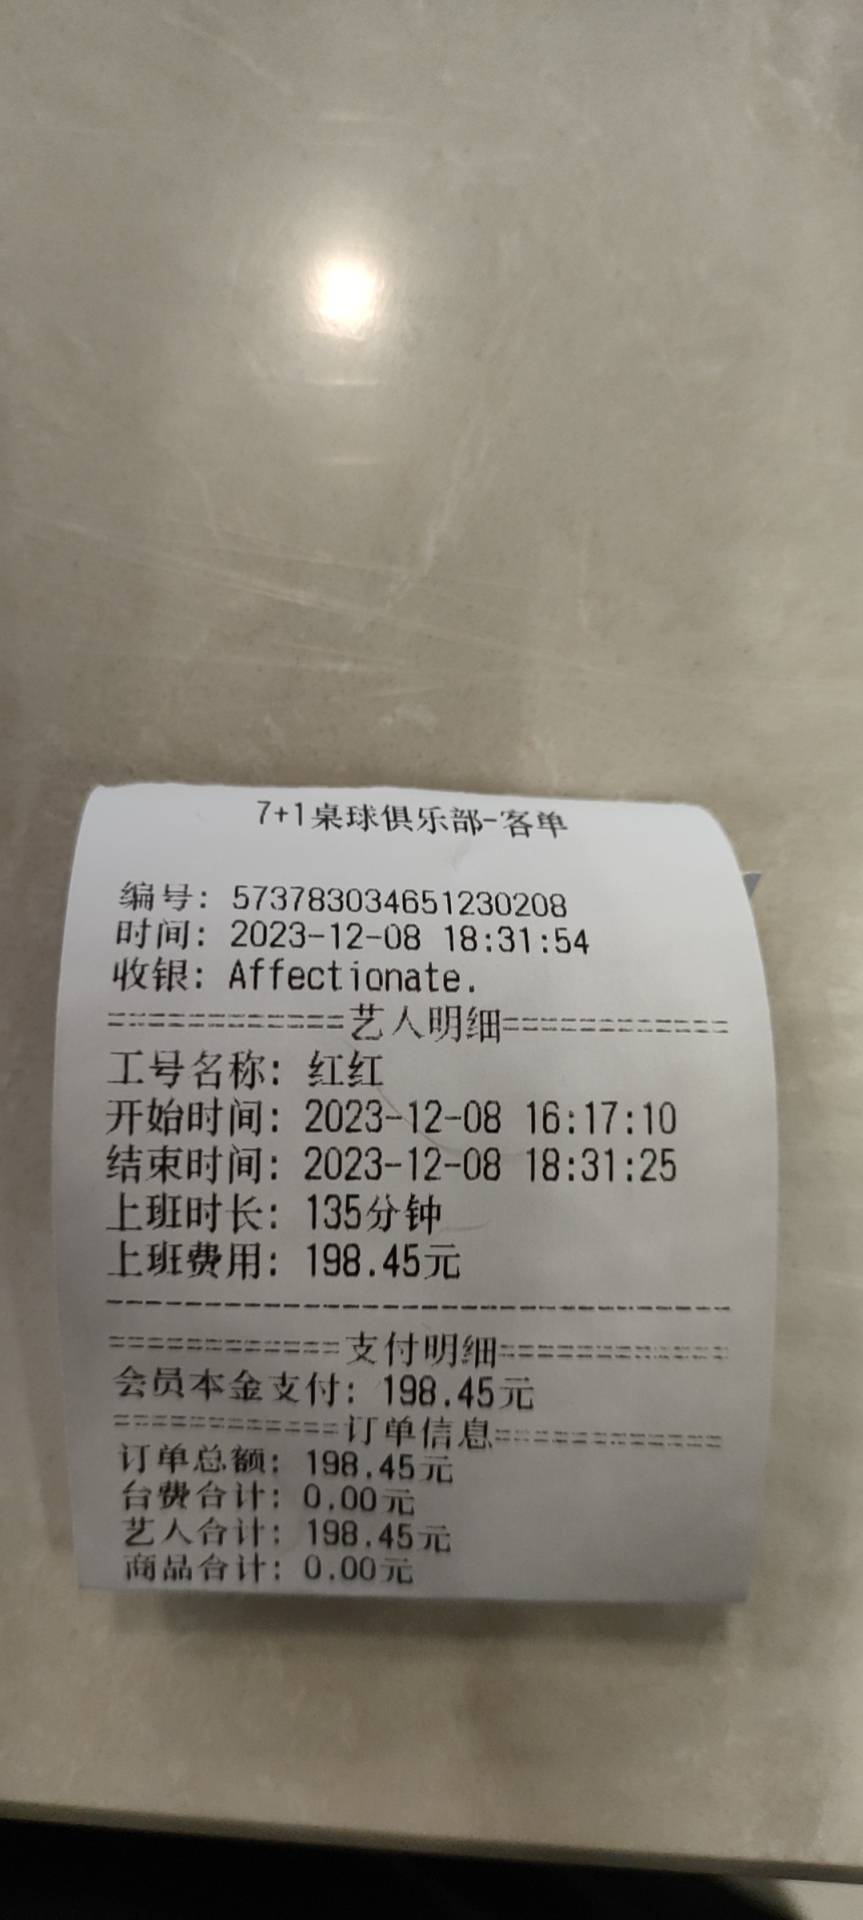 7+1桌球俱乐部-客单
编号: 573783034651230208
时间: 2023-12-08 18:31:54
收银: Affectionate.
============艺人明细============
工号名称: 红红
开始时间: 2023-12-08 16:17:10
结束时间: 2023-12-08 18:31:25
上班时长: 135分钟
上班费用: 198.45元
--------------------------------
============支付明细============
会员本金支付: 198.45元
============订单信息============
订单总额: 198.45元
台费合计: 0.00元
艺人合计: 198.45元
商品合计: 0.00元